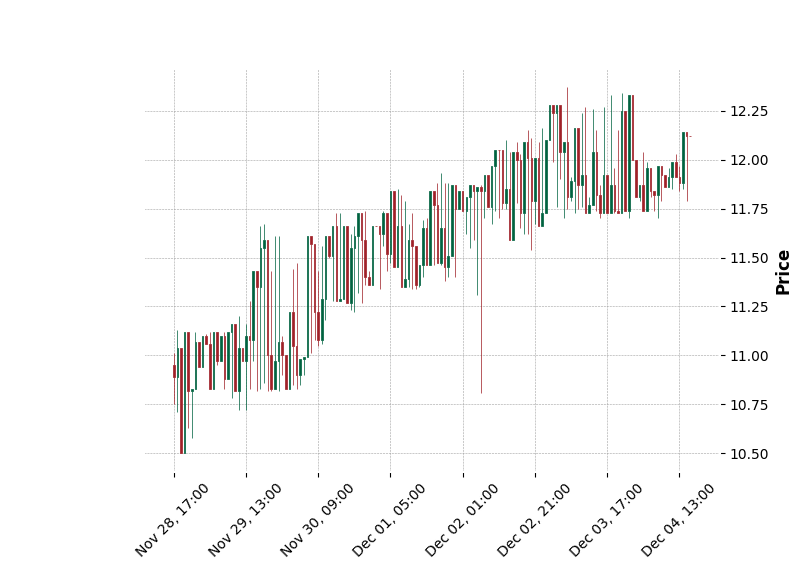 12.25
12.00
11.75
11.50
11.25
11.00
10.75
10.50
Price
Nov 28, 17:00
Nov 29, 13:00
Nov 30, 09:00
Dec 01, 05:00
Dec 02, 01:00
Dec 02, 21:00
Dec 03, 17:00
Dec 04, 13:00